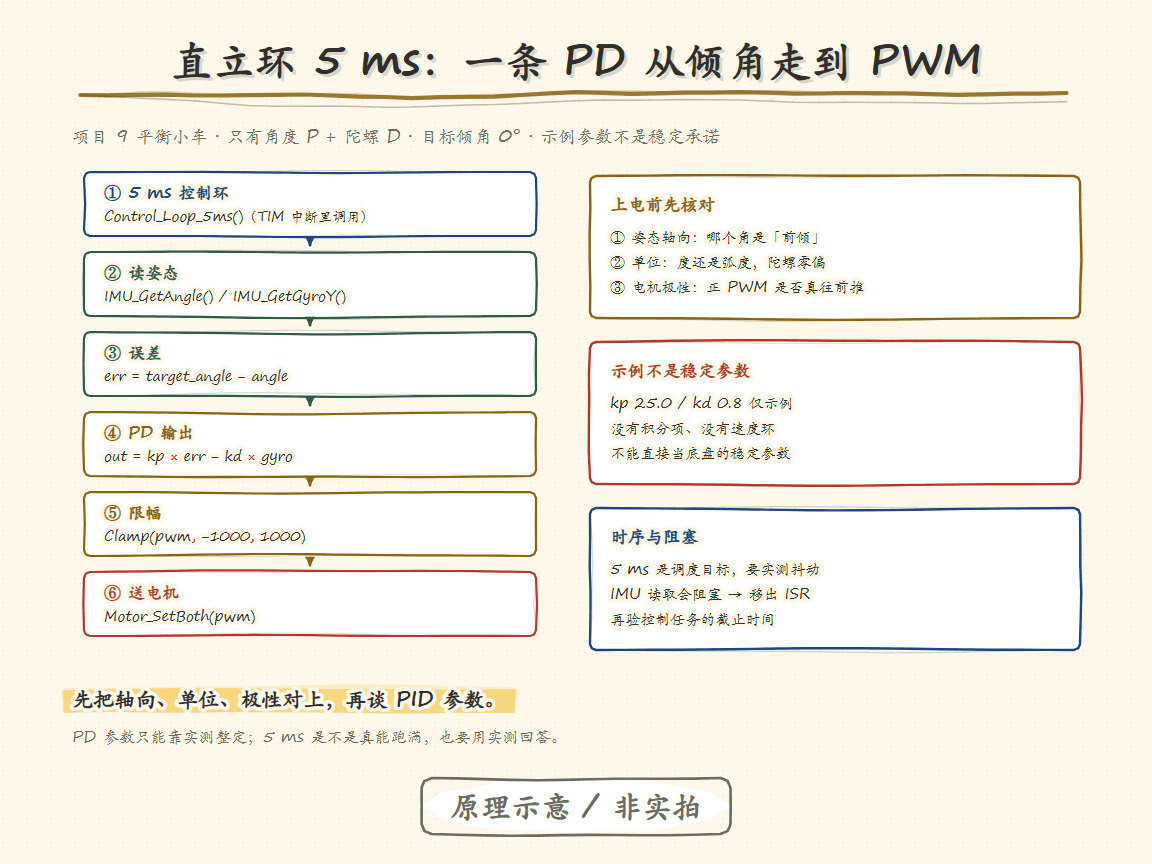 直立环 5 ms：一条 PD 从倾角走到 PWM
项目 9 平衡小车 · 只有角度 P + 陀螺 D · 目标倾角 0° · 示例参数不是稳定承诺
① 5 ms 控制环
Control_Loop_5ms()（TIM 中断里调用）
② 读姿态
IMU_GetAngle() / IMU_GetGyroY()
③ 误差
err = target_angle − angle
④ PD 输出
out = kp × err − kd × gyro
⑤ 限幅
Clamp(pwm, −1000, 1000)
⑥ 送电机
Motor_SetBoth(pwm)
上电前先核对
① 姿态轴向：哪个角是「前倾」
② 单位：度还是弧度，陀螺零偏
③ 电机极性：正 PWM 是否真往前推
示例不是稳定参数
kp 25.0 / kd 0.8 仅示例
没有积分项、没有速度环
不能直接当底盘的稳定参数
时序与阻塞
5 ms 是调度目标，要实测抖动
IMU 读取会阻塞 → 移出 ISR
再验控制任务的截止时间
先把轴向、单位、极性对上，再谈 PID 参数。
PD 参数只能靠实测整定；5 ms 是不是真能跑满，也要用实测回答。
原理示意 / 非实拍